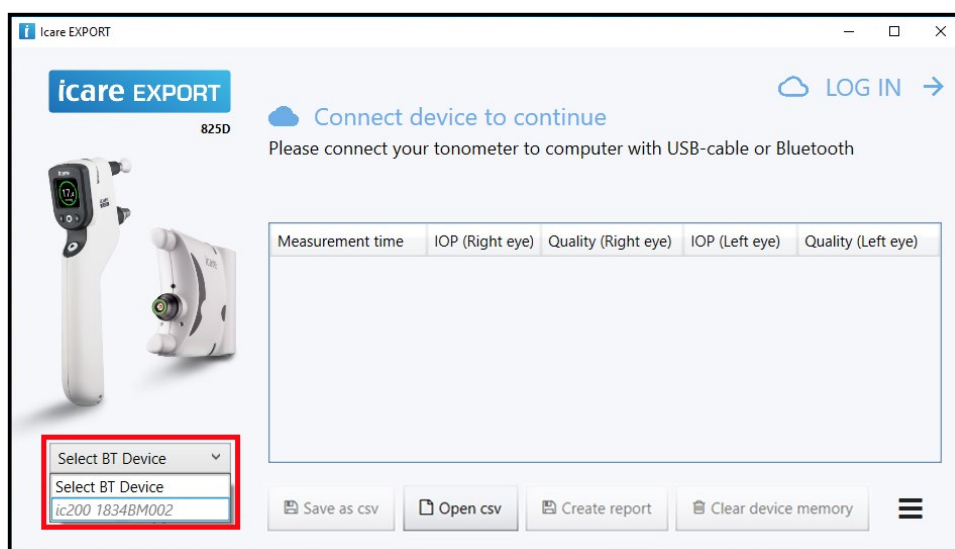 Icare EXPORT
icare EXPORT
825D
LOG IN
Connect device to continue
Please connect your tonometer to computer with USB-cable or Bluetooth
Measurement time IOP (Right eye) Quality (Right eye) IOP (Left eye) Quality (Left eye)
Select BT Device
Select BT Device
ic200 1834BM002
Save as csv Open csv Create report Clear device memory